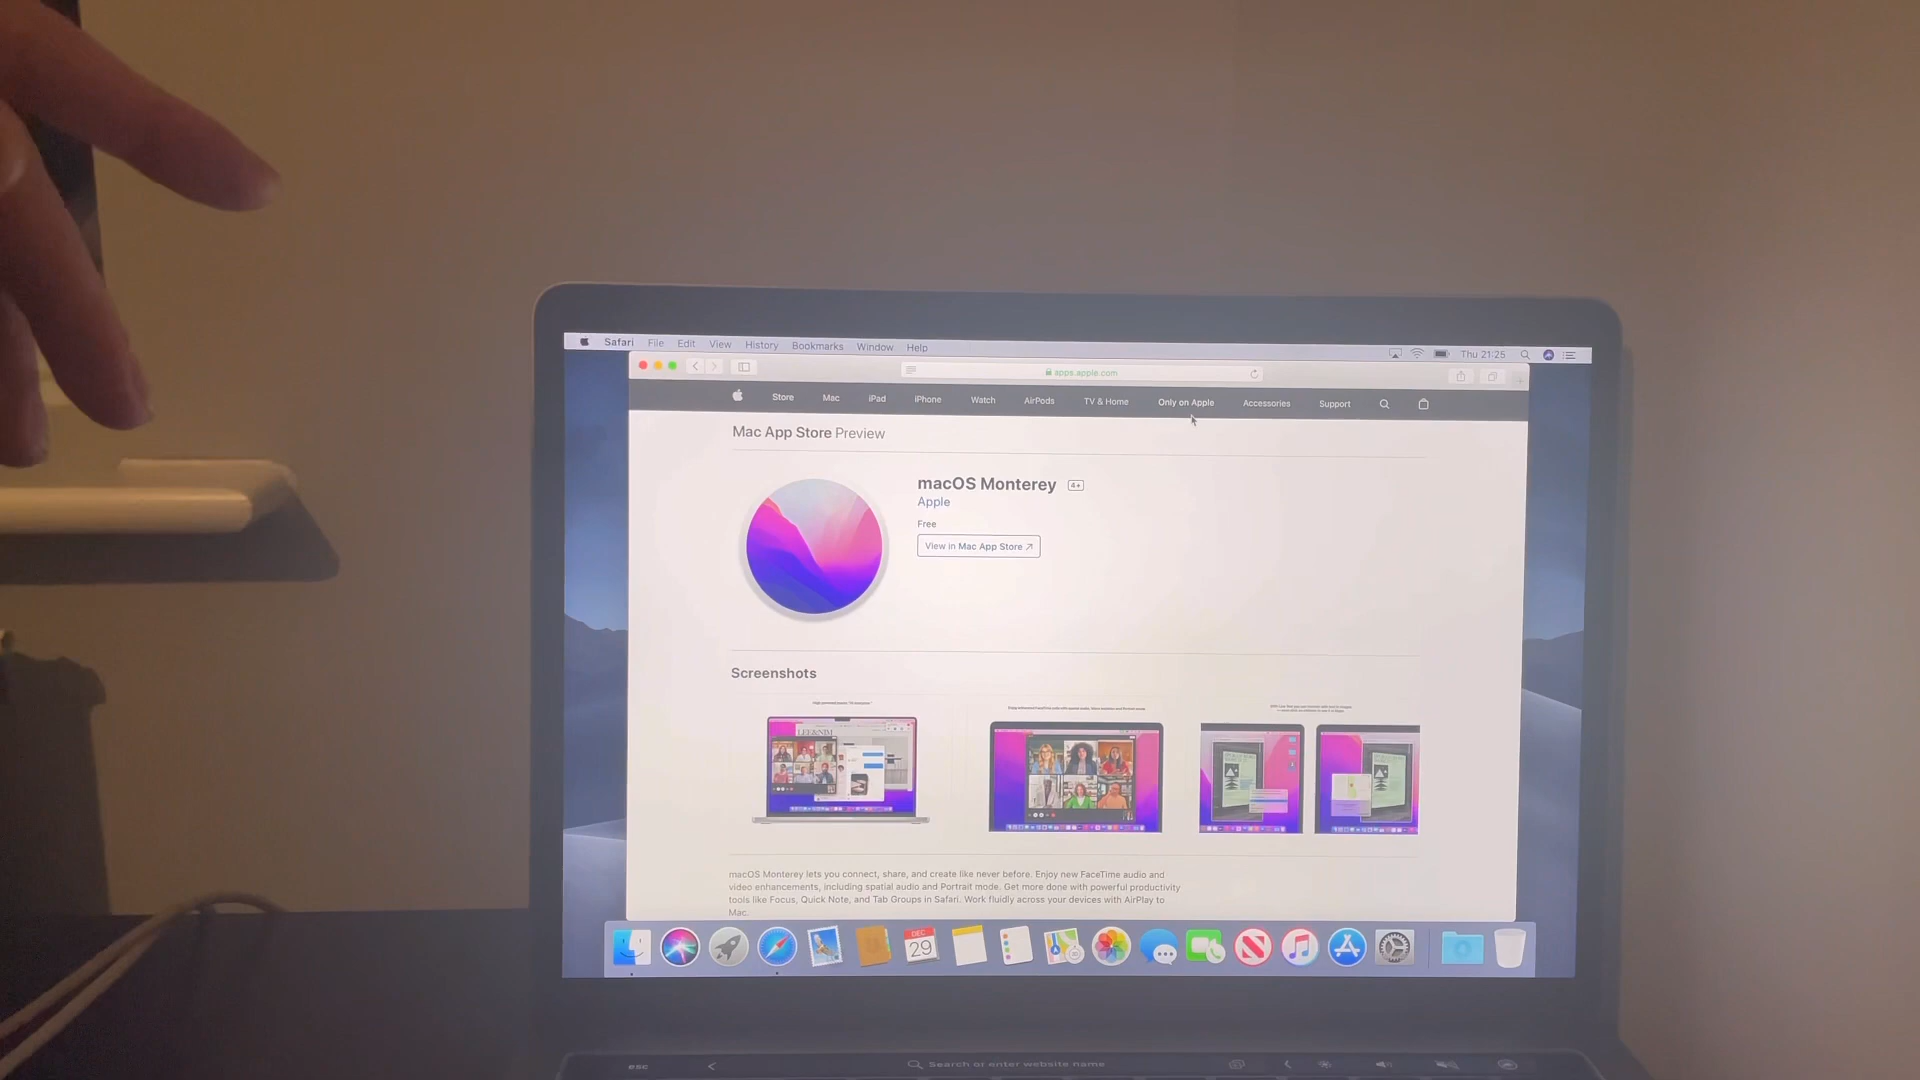 Safari File Edit View History Bookmarks Window Help Thu 21:25
apps.apple.com
Store Mac iPad iPhone Watch AirPods TV & Home Only on Apple Accessories Support
Mac App Store Preview
macOS Monterey 4+
Apple
Free
View in Mac App Store ↗
Screenshots
LEE&NIM
macOS Monterey lets you connect, share, and create like never before. Enjoy new FaceTime audio and
video enhancements, including spatial audio and Portrait mode. Get more done with powerful productivity
tools like Focus, Quick Note, and Tab Groups in Safari. Work fluidly across your devices with AirPlay to
Mac.
DEC
29
esc Search or enter website name